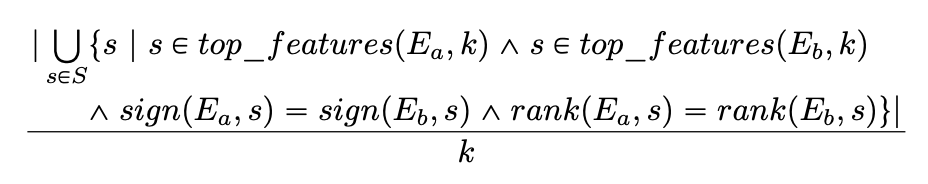 | ⋃ {s | s ∈ top_features(E_a, k) ∧ s ∈ top_features(E_b, k)
s∈S
∧ sign(E_a, s) = sign(E_b, s) ∧ rank(E_a, s) = rank(E_b, s)}|
k